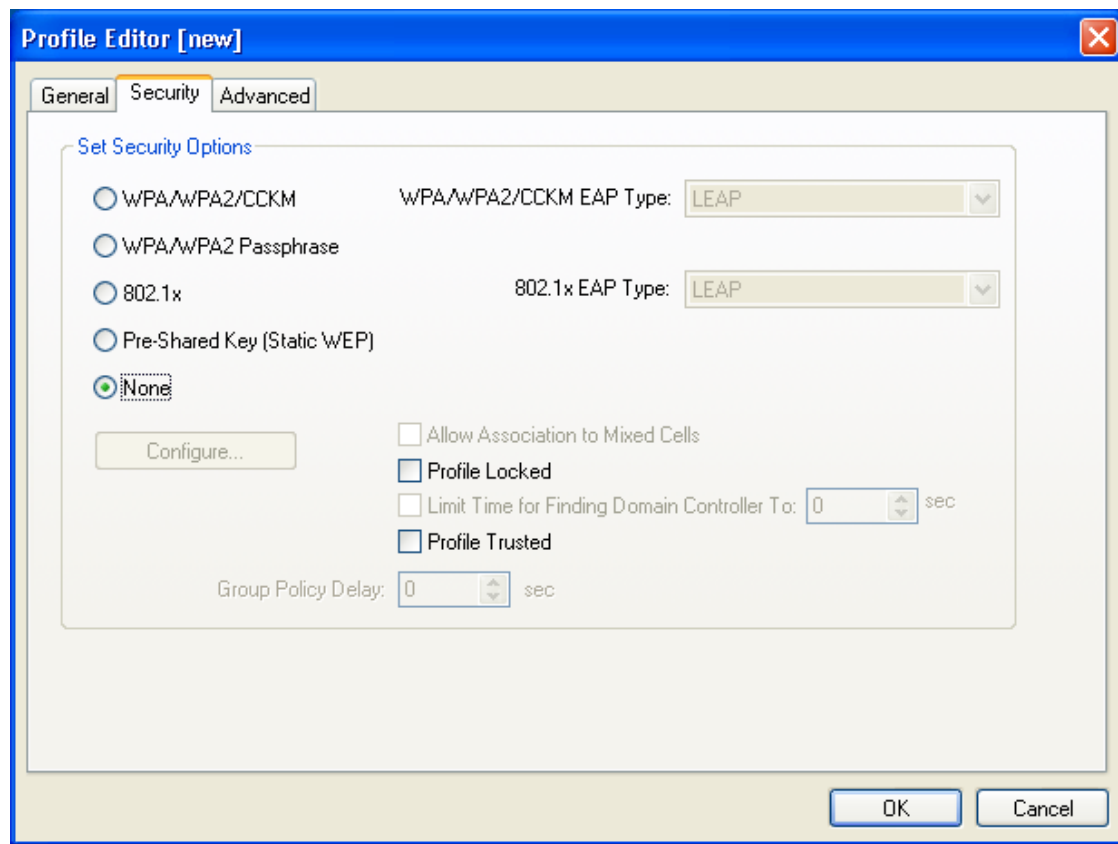 Profile Editor [new]
General Security Advanced
Set Security Options
WPA/WPA2/CCKM WPA/WPA2/CCKM EAP Type: LEAP
WPA/WPA2 Passphrase
802.1x 802.1x EAP Type: LEAP
Pre-Shared Key (Static WEP)
None
Configure... Allow Association to Mixed Cells
Profile Locked
Limit Time for Finding Domain Controller To: 0 sec
Profile Trusted
Group Policy Delay: 0 sec
OK Cancel